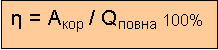 η = Акор / Qповна 100%